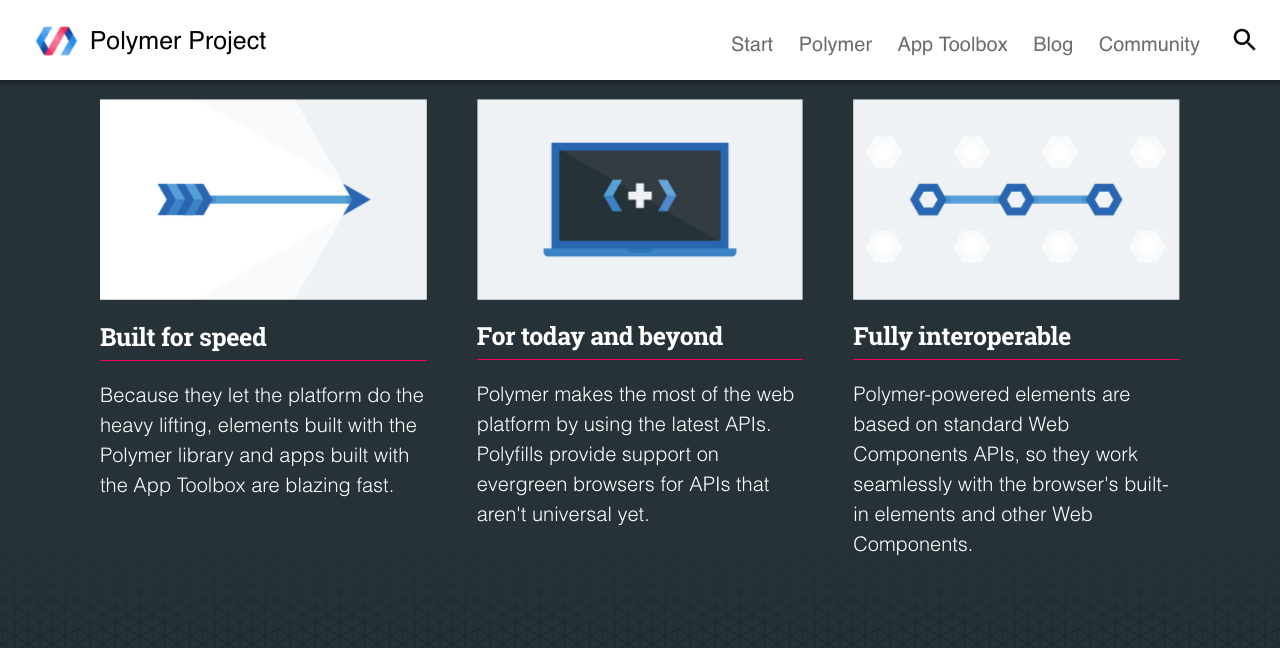 Polymer Project
Start Polymer App Toolbox Blog Community
Built for speed
Because they let the platform do the
heavy lifting, elements built with the
Polymer library and apps built with
the App Toolbox are blazing fast.
For today and beyond
Polymer makes the most of the web
platform by using the latest APIs.
Polyfills provide support on
evergreen browsers for APIs that
aren't universal yet.
Fully interoperable
Polymer-powered elements are
based on standard Web
Components APIs, so they work
seamlessly with the browser's built-
in elements and other Web
Components.